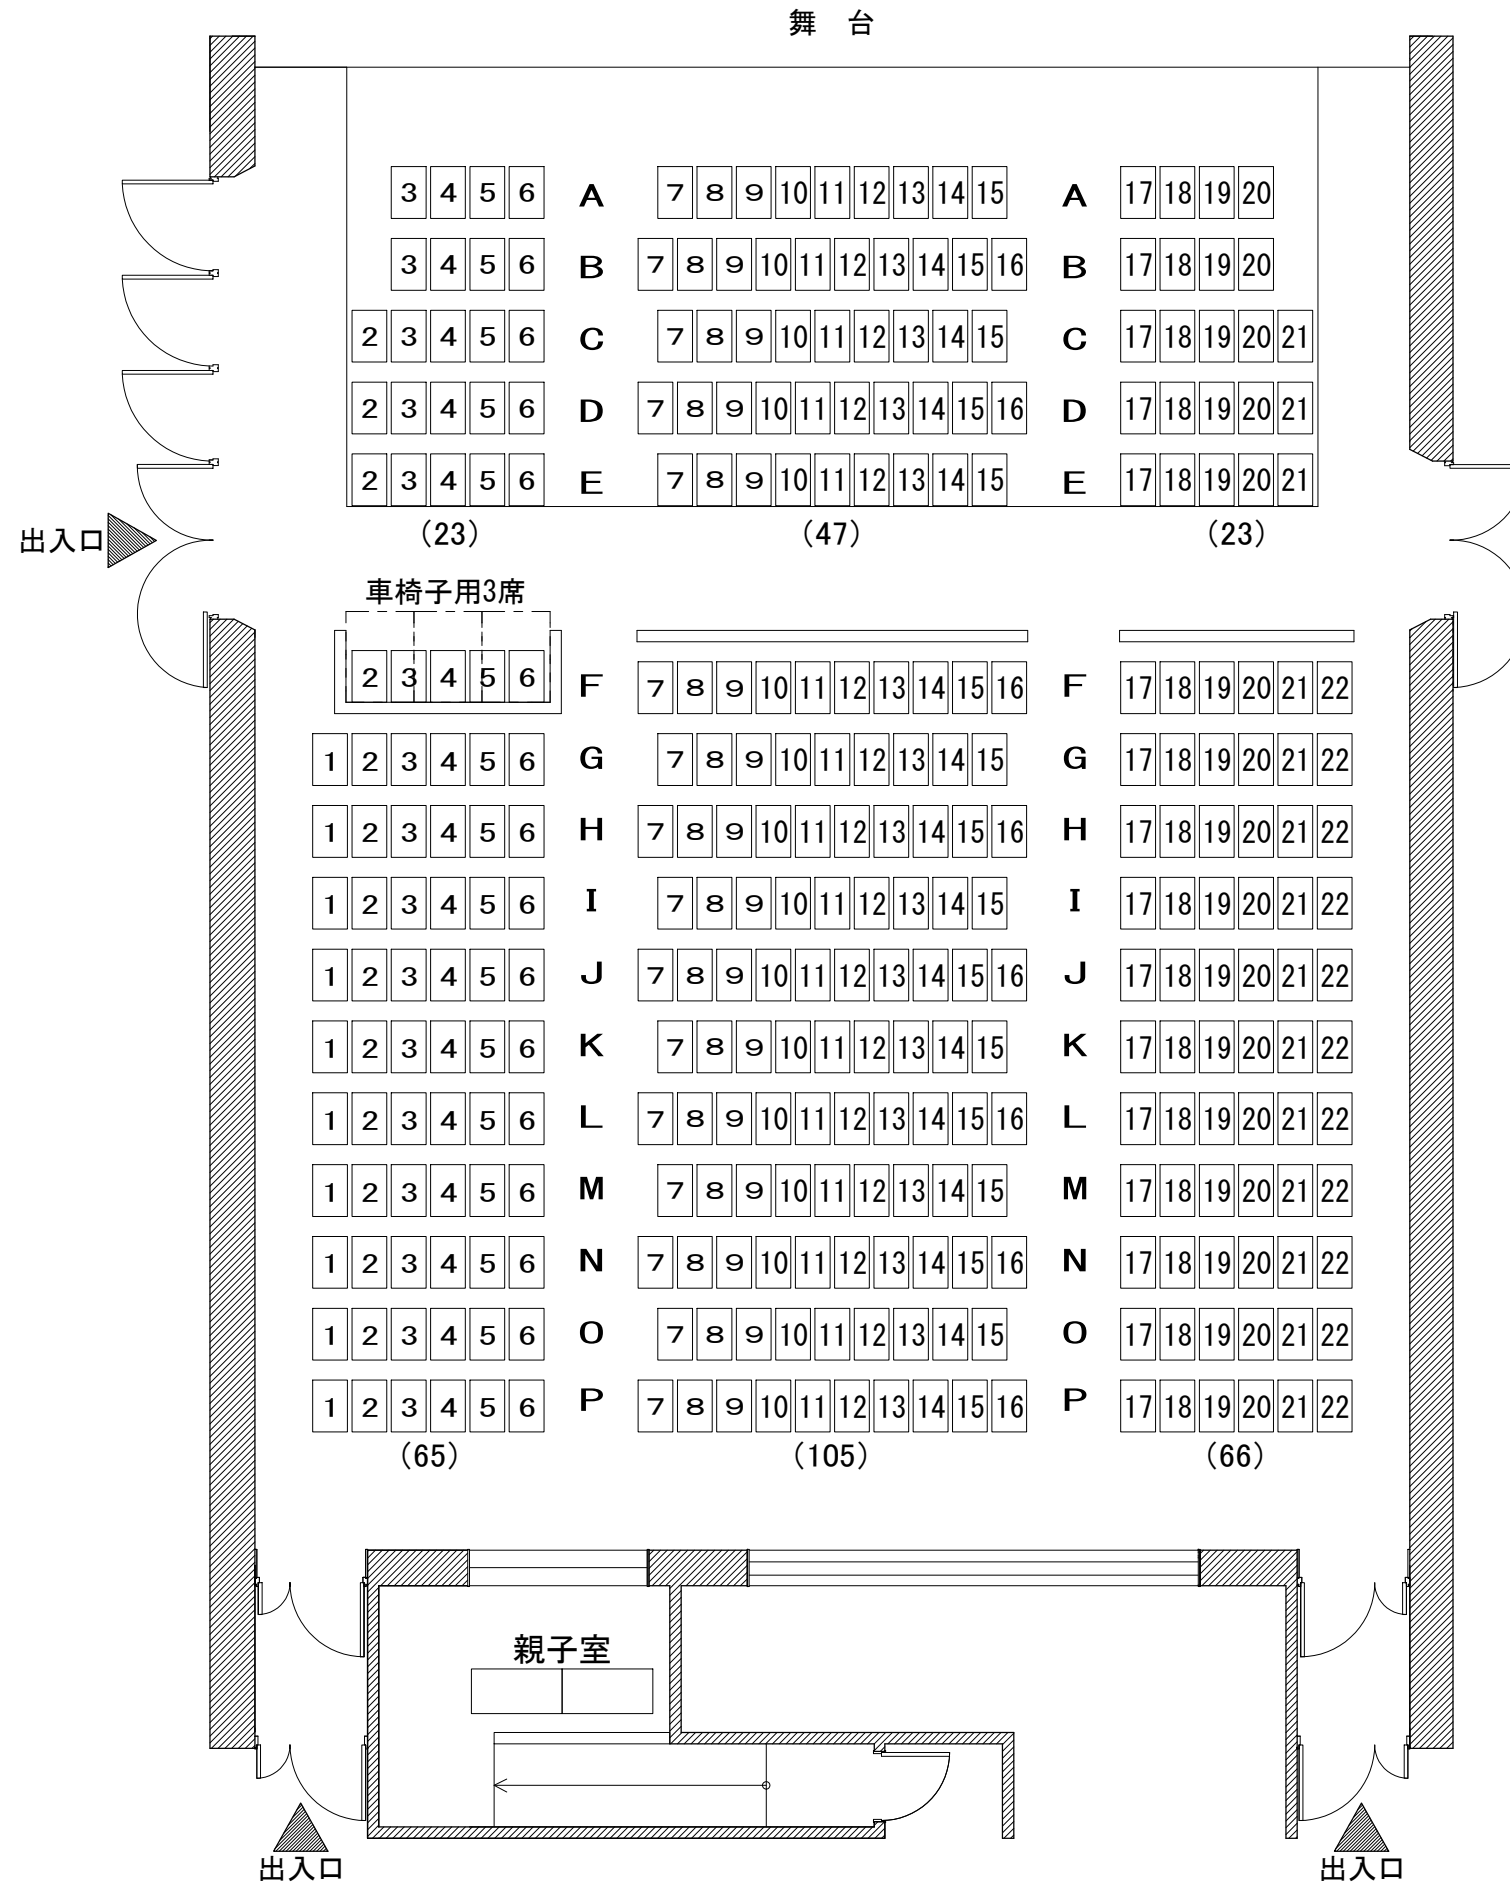 舞 台
3 4 5 6 A 7 8 9 10 11 12 13 14 15 A 17 18 19 20
3 4 5 6 B 7 8 9 10 11 12 13 14 15 16 B 17 18 19 20
2 3 4 5 6 C 7 8 9 10 11 12 13 14 15 C 17 18 19 20 21
2 3 4 5 6 D 7 8 9 10 11 12 13 14 15 16 D 17 18 19 20 21
2 3 4 5 6 E 7 8 9 10 11 12 13 14 15 E 17 18 19 20 21
(23) (47) (23)
出入口
車椅子用3席
2 3 4 5 6 F 7 8 9 10 11 12 13 14 15 16 F 17 18 19 20 21 22
1 2 3 4 5 6 G 7 8 9 10 11 12 13 14 15 G 17 18 19 20 21 22
1 2 3 4 5 6 H 7 8 9 10 11 12 13 14 15 16 H 17 18 19 20 21 22
1 2 3 4 5 6 I 7 8 9 10 11 12 13 14 15 I 17 18 19 20 21 22
1 2 3 4 5 6 J 7 8 9 10 11 12 13 14 15 16 J 17 18 19 20 21 22
1 2 3 4 5 6 K 7 8 9 10 11 12 13 14 15 K 17 18 19 20 21 22
1 2 3 4 5 6 L 7 8 9 10 11 12 13 14 15 16 L 17 18 19 20 21 22
1 2 3 4 5 6 M 7 8 9 10 11 12 13 14 15 M 17 18 19 20 21 22
1 2 3 4 5 6 N 7 8 9 10 11 12 13 14 15 16 N 17 18 19 20 21 22
1 2 3 4 5 6 O 7 8 9 10 11 12 13 14 15 O 17 18 19 20 21 22
1 2 3 4 5 6 P 7 8 9 10 11 12 13 14 15 16 P 17 18 19 20 21 22
(65) (105) (66)
親子室
出入口 出入口